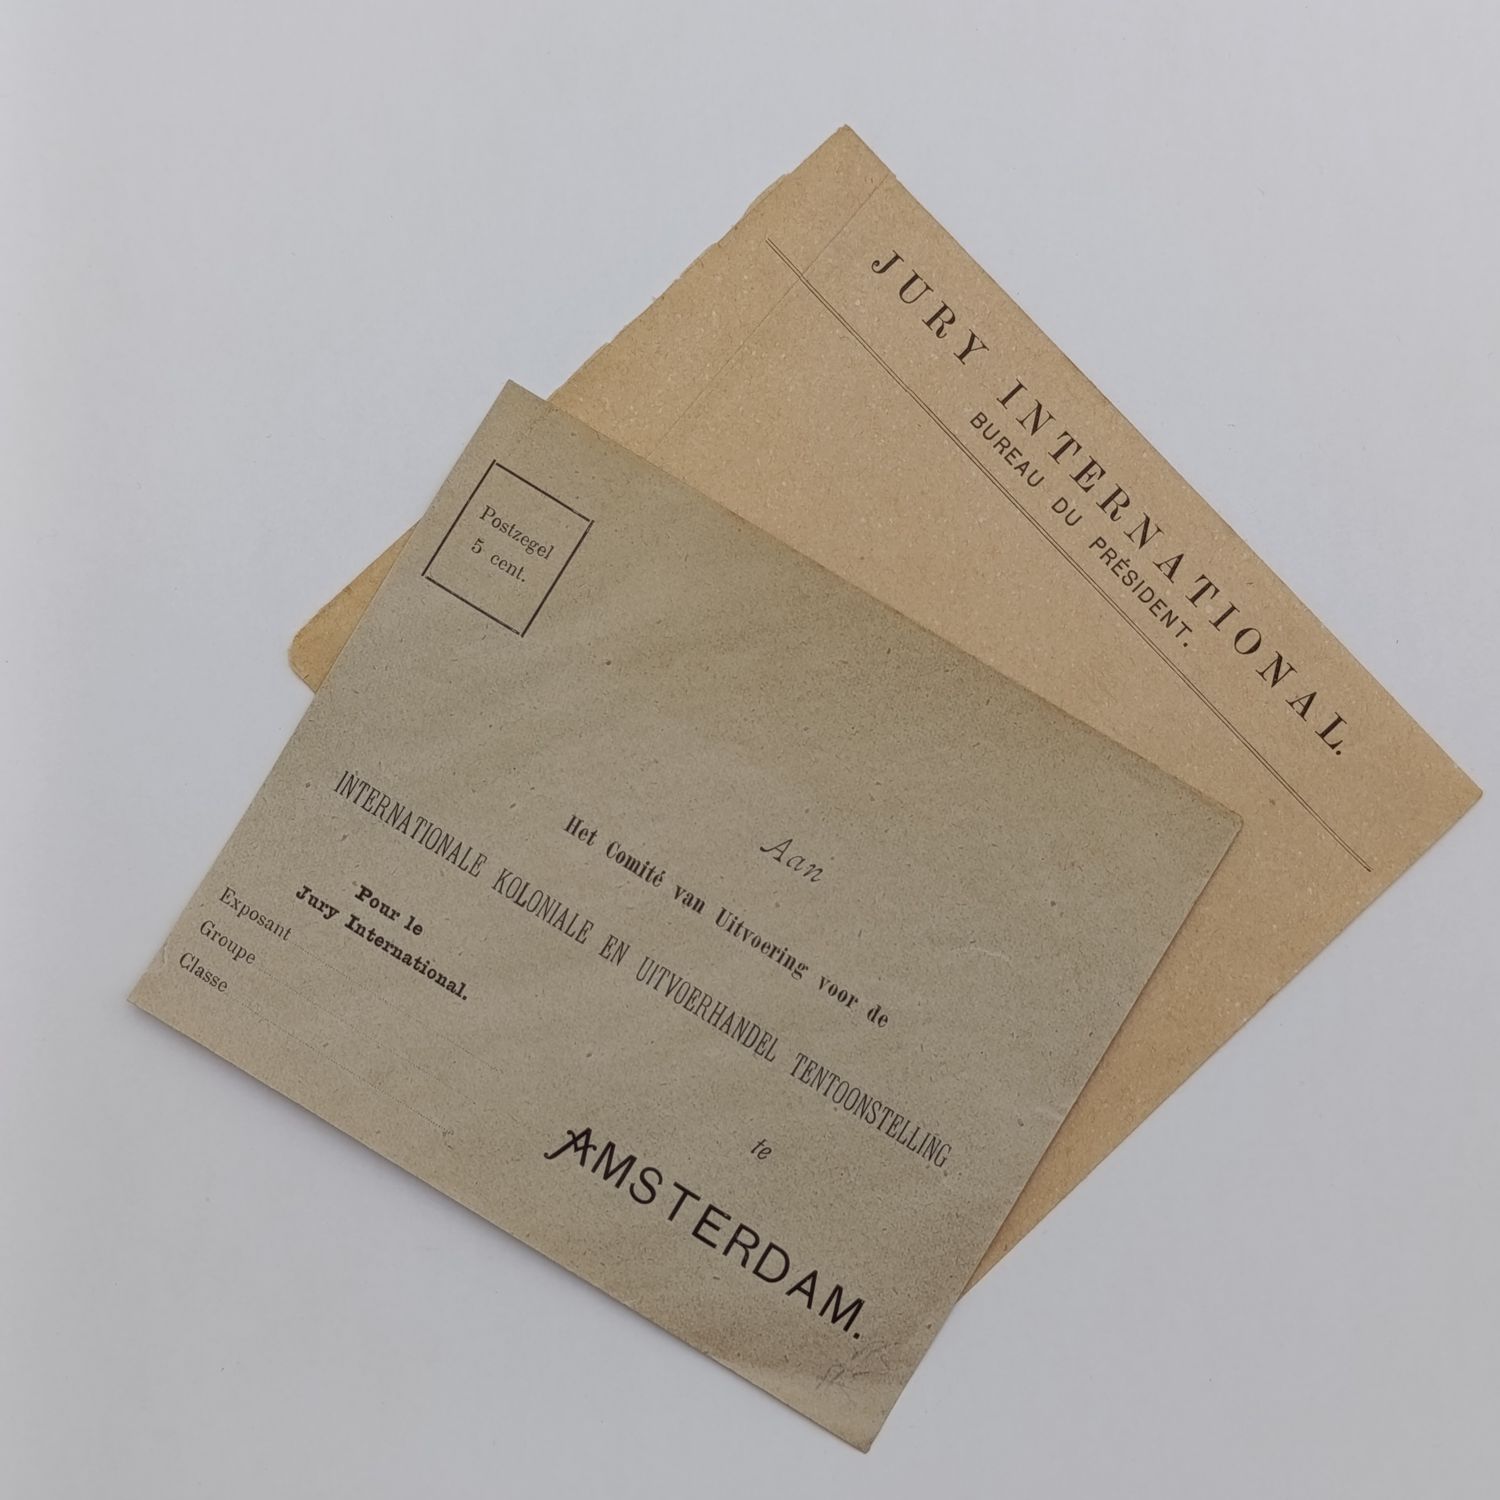 JURY INTERNATIONAL.
BUREAU DU PRÉSIDENT.
Postzegel
5 cent.
Aan
Het Comité van Uitvoering voor de
INTERNATIONALE KOLONIALE EN UITVOERHANDEL TENTOONSTELLING
te
AMSTERDAM.
Pour le
Jury International.
Exposant
Groupe
Classe